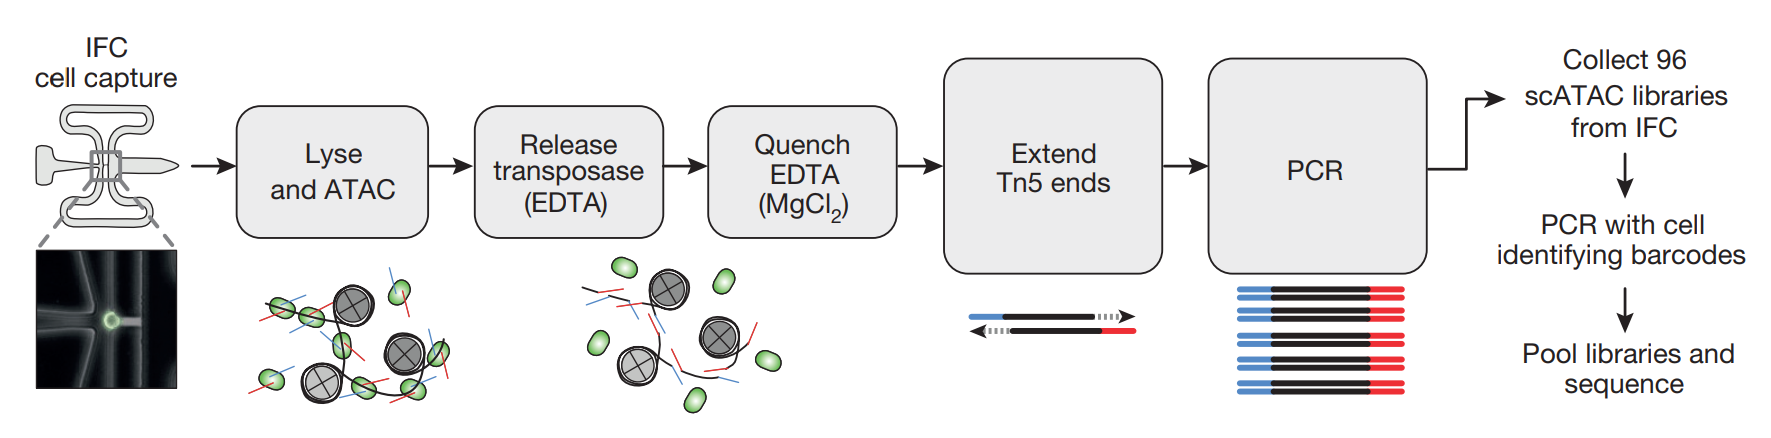 IFC
cell capture
Lyse
and ATAC
Release
transposase
(EDTA)
Quench
EDTA
(MgCl2)
Extend
Tn5 ends
PCR
Collect 96
scATAC libraries
from IFC
PCR with cell
identifying barcodes
Pool libraries and
sequence